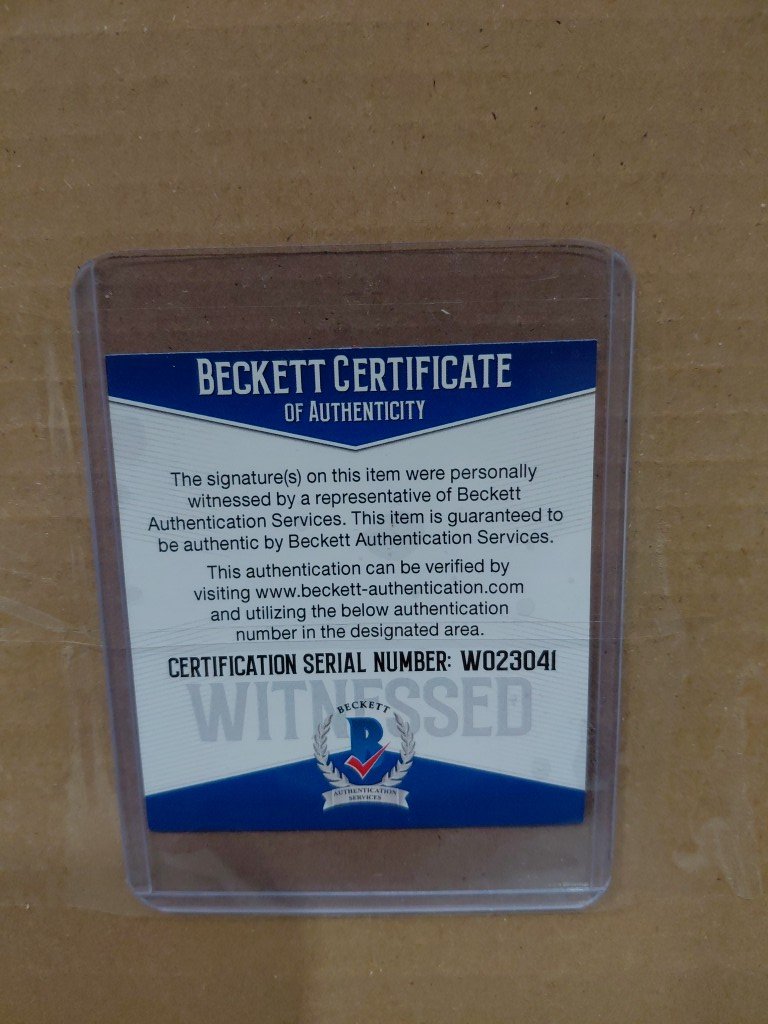 BECKETT CERTIFICATE
OF AUTHENTICITY
The signature(s) on this item were personally
witnessed by a representative of Beckett
Authentication Services. This item is guaranteed to
be authentic by Beckett Authentication Services.
This authentication can be verified by
visiting www.beckett-authentication.com
and utilizing the below authentication
number in the designated area.
CERTIFICATION SERIAL NUMBER: W023041
WITNESSED
BECKETT
B
AUTHENTICATION
SERVICES